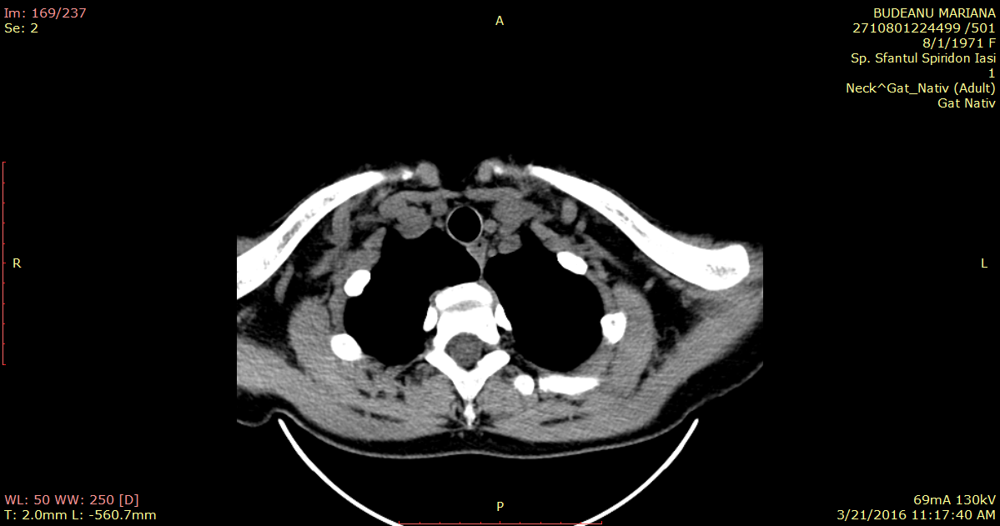 Im: 169/237
Se: 2
A
BUDEANU MARIANA
2710801224499 /501
8/1/1971 F
Sp. Sfantul Spiridon Iasi
1
Neck^Gat_Nativ (Adult)
Gat Nativ
R
L
WL: 50 WW: 250 [D]
T: 2.0mm L: -560.7mm
P
69mA 130kV
3/21/2016 11:17:40 AM